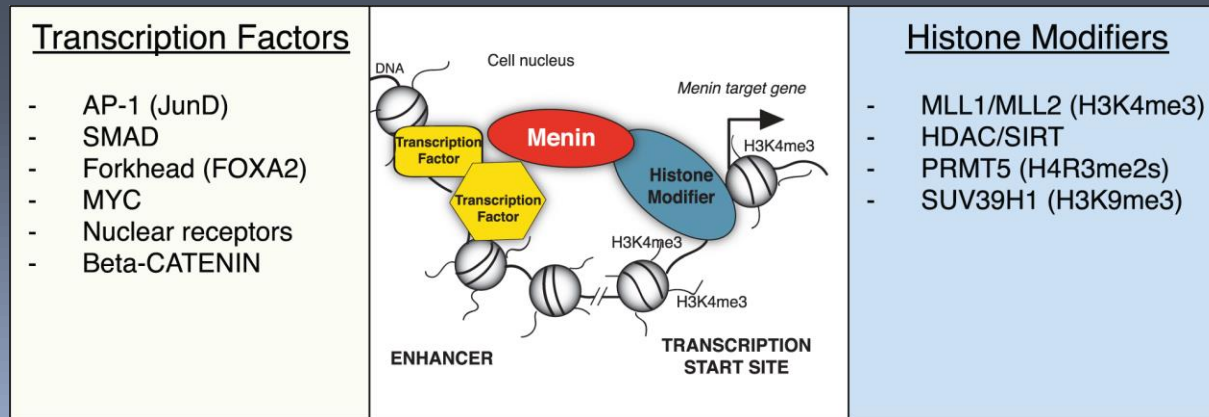 Transcription Factors
- AP-1 (JunD)
- SMAD
- Forkhead (FOXA2)
- MYC
- Nuclear receptors
- Beta-CATENIN
DNA
Cell nucleus
Menin target gene
Transcription
Factor
Menin
H3K4me3
Transcription
Factor
Histone
Modifier
H3K4me3
H3K4me3
ENHANCER
TRANSCRIPTION
START SITE
Histone Modifiers
- MLL1/MLL2 (H3K4me3)
- HDAC/SIRT
- PRMT5 (H4R3me2s)
- SUV39H1 (H3K9me3)